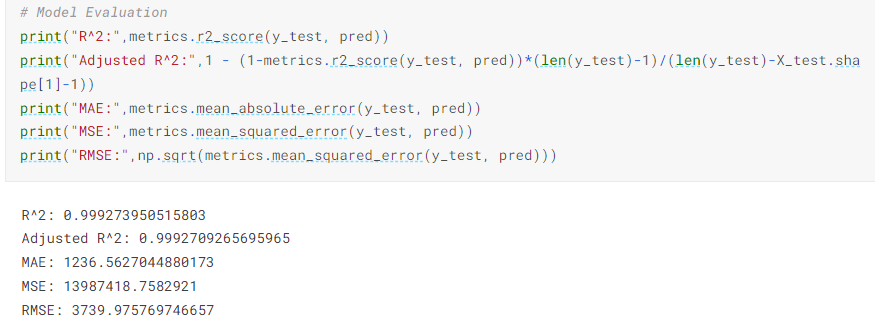 # Model Evaluation
print("R^2:",metrics.r2_score(y_test, pred))
print("Adjusted R^2:",1 - (1-metrics.r2_score(y_test, pred))*(len(y_test)-1)/(len(y_test)-X_test.sha
pe[1]-1))
print("MAE:",metrics.mean_absolute_error(y_test, pred))
print("MSE:",metrics.mean_squared_error(y_test, pred))
print("RMSE:",np.sqrt(metrics.mean_squared_error(y_test, pred)))
R^2: 0.999273950515803
Adjusted R^2: 0.9992709265695965
MAE: 1236.5627044880173
MSE: 13987418.7582921
RMSE: 3739.975769746657